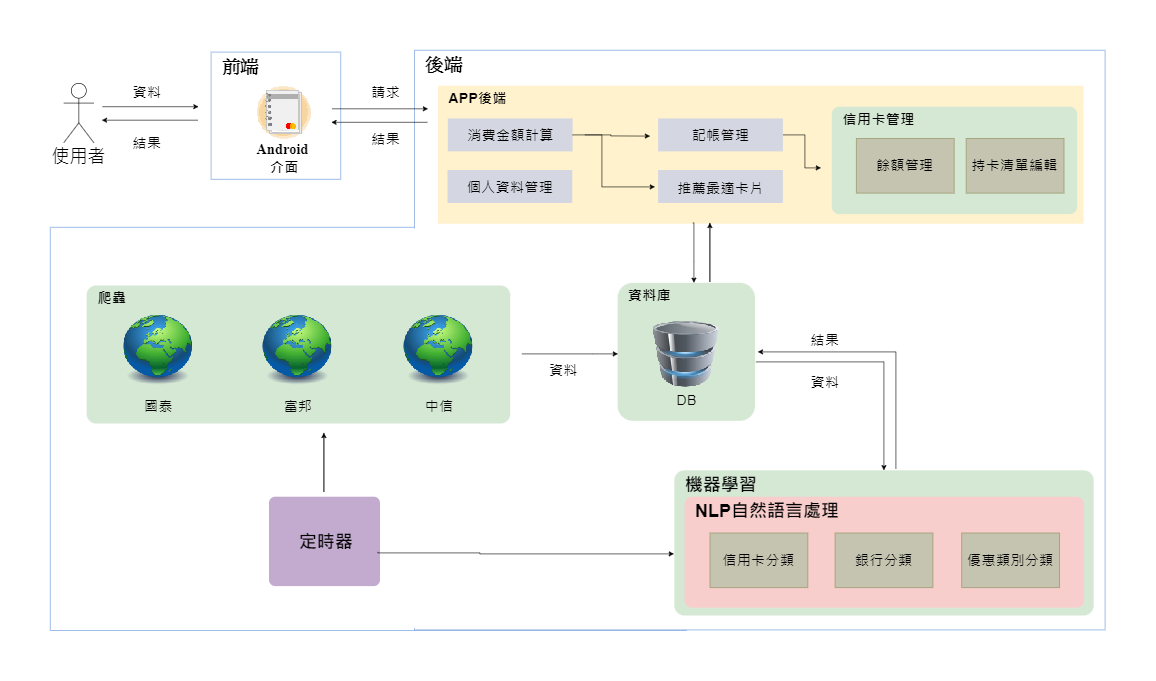 使用者
資料
結果
前端
Android
介面
請求
結果
後端
APP後端
消費金額計算
記帳管理
個人資料管理
推薦最適卡片
信用卡管理
餘額管理
持卡清單編輯
爬蟲
國泰
富邦
中信
資料
資料庫
DB
結果
資料
定時器
機器學習
NLP自然語言處理
信用卡分類
銀行分類
優惠類別分類